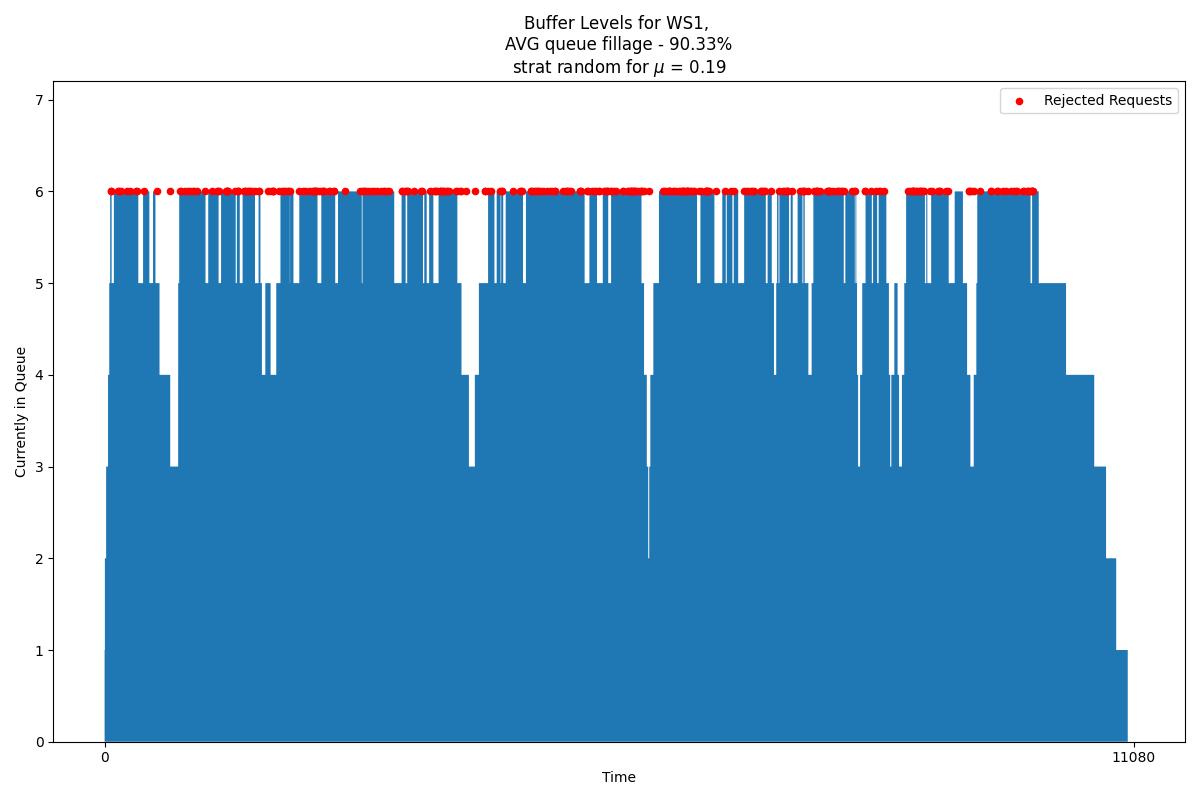 Buffer Levels for WS1,
AVG queue fillage - 90.33%
strat random for μ = 0.19
Rejected Requests
7
6
5
4
3
2
1
0
Currently in Queue
0
11080
Time